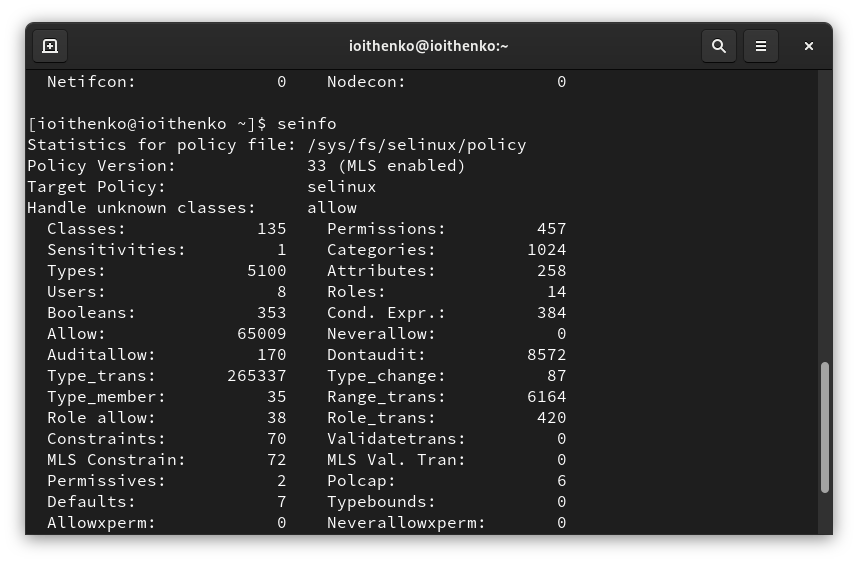 ioithenko@ioithenko:~
Netifcon: 0 Nodecon: 0
[ioithenko@ioithenko ~]$ seinfo
Statistics for policy file: /sys/fs/selinux/policy
Policy Version: 33 (MLS enabled)
Target Policy: selinux
Handle unknown classes: allow
Classes: 135 Permissions: 457
Sensitivities: 1 Categories: 1024
Types: 5100 Attributes: 258
Users: 8 Roles: 14
Booleans: 353 Cond. Expr.: 384
Allow: 65009 Neverallow: 0
Auditallow: 170 Dontaudit: 8572
Type_trans: 265337 Type_change: 87
Type_member: 35 Range_trans: 6164
Role allow: 38 Role_trans: 420
Constraints: 70 Validatetrans: 0
MLS Constrain: 72 MLS Val. Tran: 0
Permissives: 2 Polcap: 6
Defaults: 7 Typebounds: 0
Allowxperm: 0 Neverallowxperm: 0